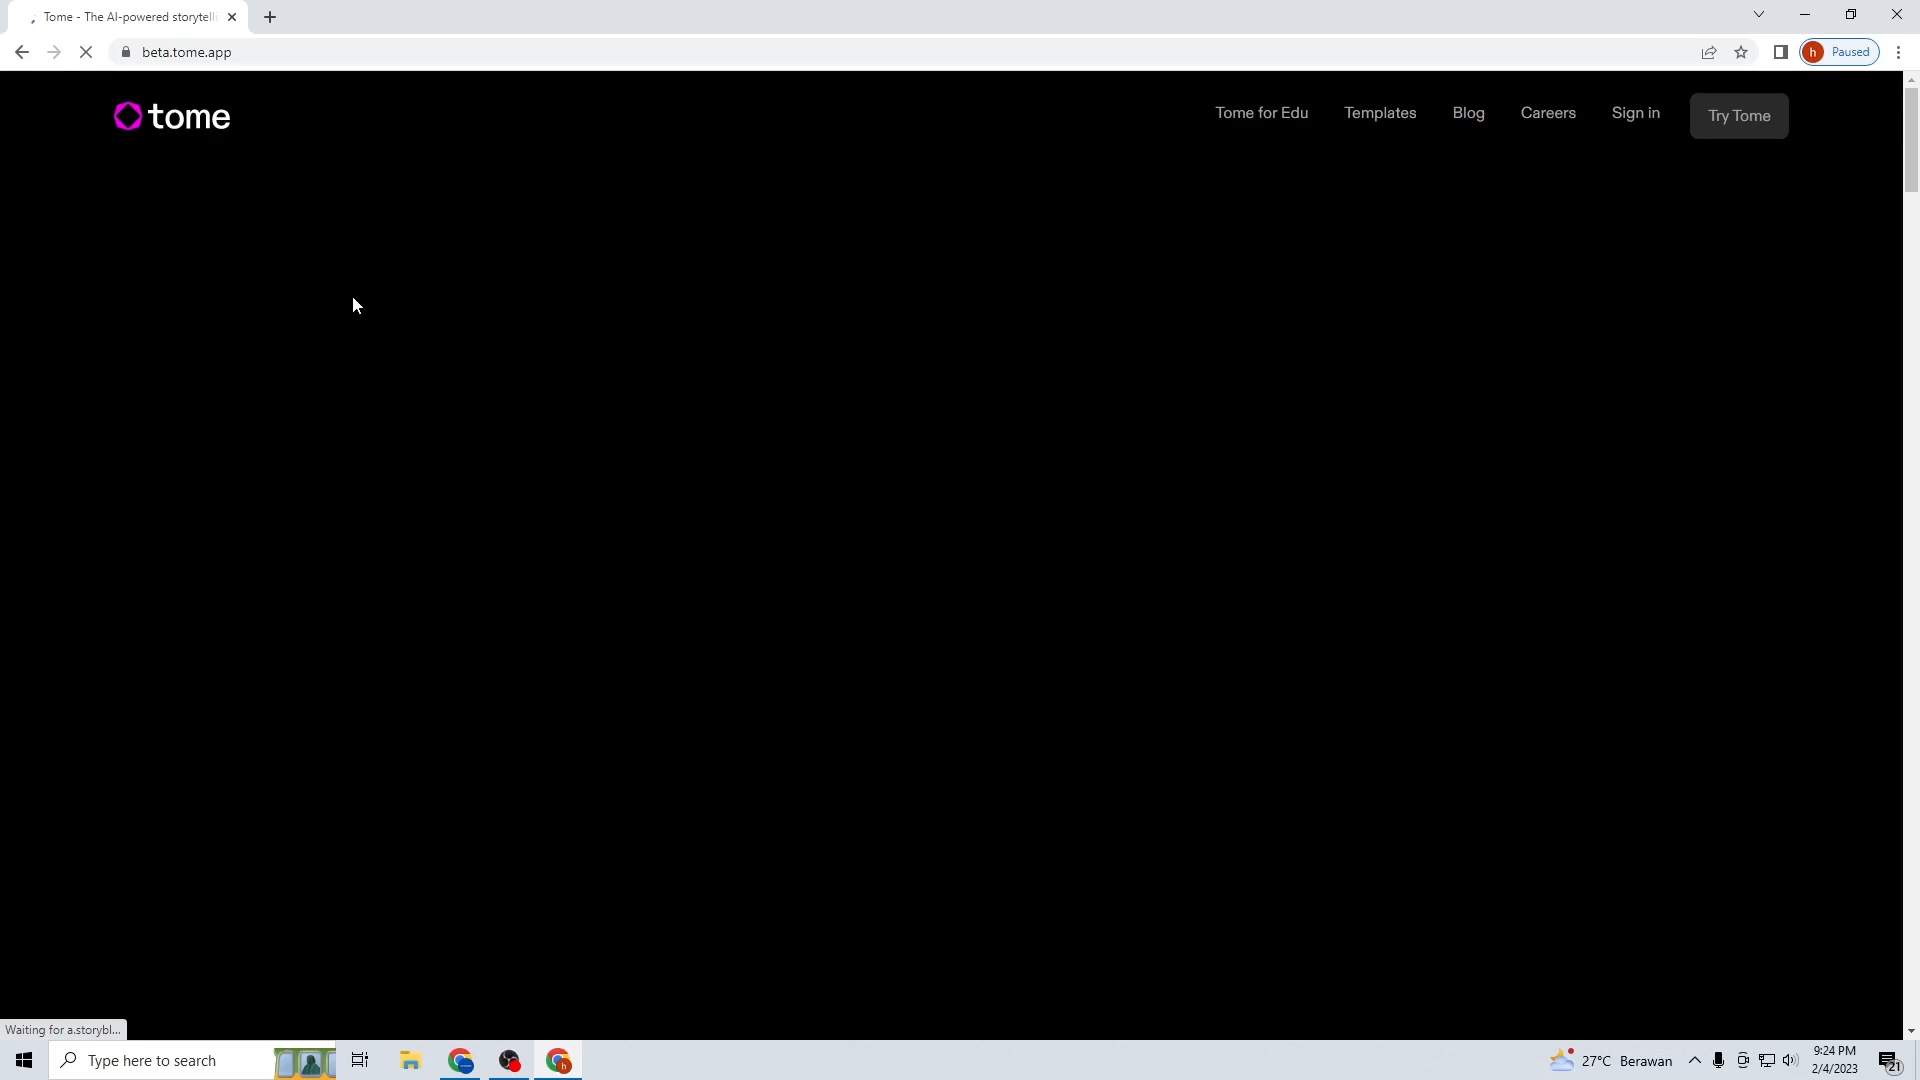 Tome - The AI-powered storytelli
beta.tome.app
h Paused
tome
Tome for Edu Templates Blog Careers Sign in Try Tome
Waiting for a.storybl...
Type here to search
h
27°C Berawan
9:24 PM
2/4/2023
21